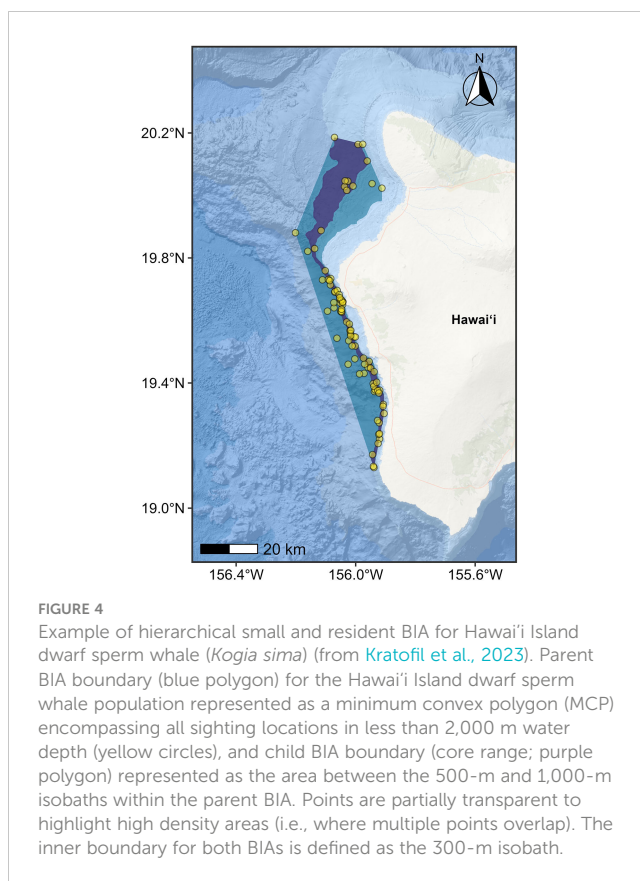 N
20.2°N
19.8°N
Hawai‘i
19.4°N
19.0°N
20 km
156.4°W 156.0°W 155.6°W
FIGURE 4
Example of hierarchical small and resident BIA for Hawai’i Island
dwarf sperm whale (Kogia sima) (from Kratofil et al., 2023). Parent
BIA boundary (blue polygon) for the Hawai’i Island dwarf sperm
whale population represented as a minimum convex polygon (MCP)
encompassing all sighting locations in less than 2,000 m water
depth (yellow circles), and child BIA boundary (core range; purple
polygon) represented as the area between the 500-m and 1,000-m
isobaths within the parent BIA. Points are partially transparent to
highlight high density areas (i.e., where multiple points overlap). The
inner boundary for both BIAs is defined as the 300-m isobath.